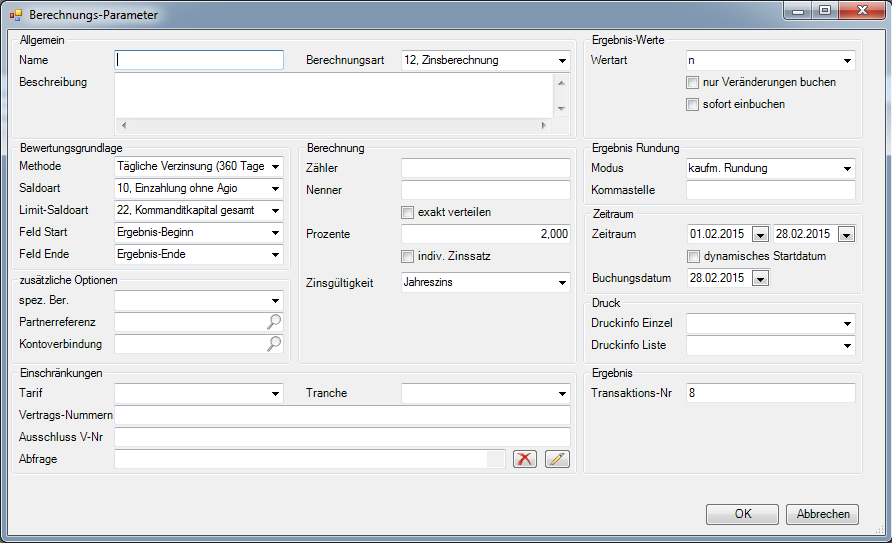 Berechnungs-Parameter
Allgemein
Name
Berechnungsart
12, Zinsberechnung
Beschreibung
Ergebnis-Werte
Wertart
n
nur Veränderungen buchen
sofort einbuchen
Bewertungsgrundlage
Methode
Tägliche Verzinsung (360 Tage
Saldoart
10, Einzahlung ohne Agio
Limit-Saldoart
22, Kommanditkapital gesamt
Feld Start
Ergebnis-Beginn
Feld Ende
Ergebnis-Ende
Berechnung
Zähler
Nenner
exakt verteilen
Prozente
2,000
indiv. Zinssatz
Zinsgültigkeit
Jahreszins
Ergebnis Rundung
Modus
kaufm. Rundung
Kommastelle
Zeitraum
Zeitraum
01.02.2015
28.02.2015
dynamisches Startdatum
Buchungsdatum
28.02.2015
zusätzliche Optionen
spez. Ber.
Partnerreferenz
Kontoverbindung
Druck
Druckinfo Einzel
Druckinfo Liste
Einschränkungen
Tarif
Tranche
Vertrags-Nummern
Ausschluss V-Nr
Abfrage
Ergebnis
Transaktions-Nr
8
OK
Abbrechen